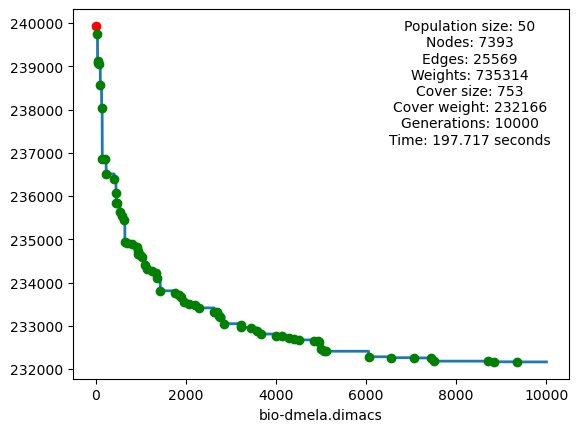 240000
239000
238000
237000
236000
235000
234000
233000
232000
Population size: 50
Nodes: 7393
Edges: 25569
Weights: 735314
Cover size: 753
Cover weight: 232166
Generations: 10000
Time: 197.717 seconds
0 2000 4000 6000 8000 10000
bio-dmela.dimacs